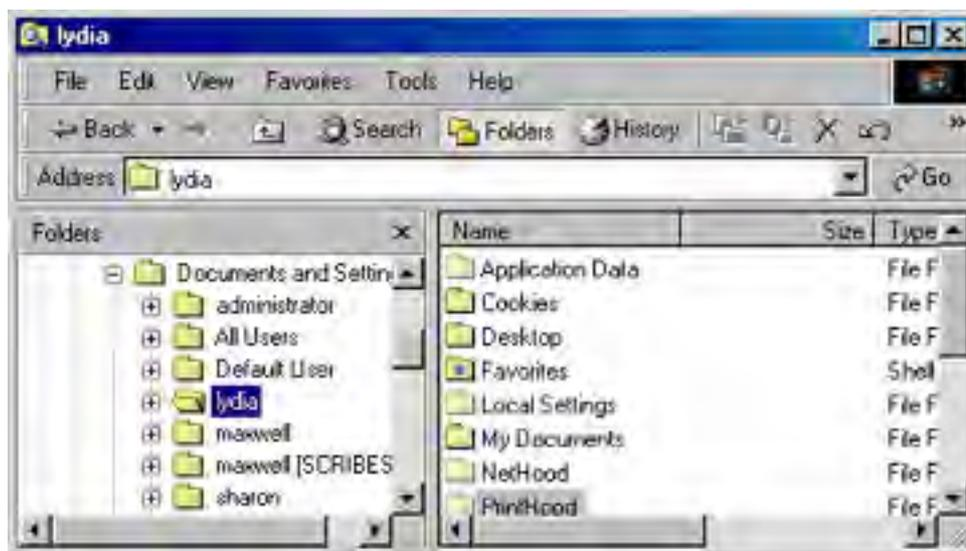 lydia
File Edit View Favorites Tools Help
Back Search Folders History »
Address lydia Go
Folders
Documents and Settin
administrator
All Users
Default User
lydia
maxwell
maxwell [SCRIBES
sharon
Name Size Type
Application Data File F
Cookies File F
Desktop File F
Favorites Shell
Local Settings File F
My Documents File F
NetHood File F
PrintHood File F